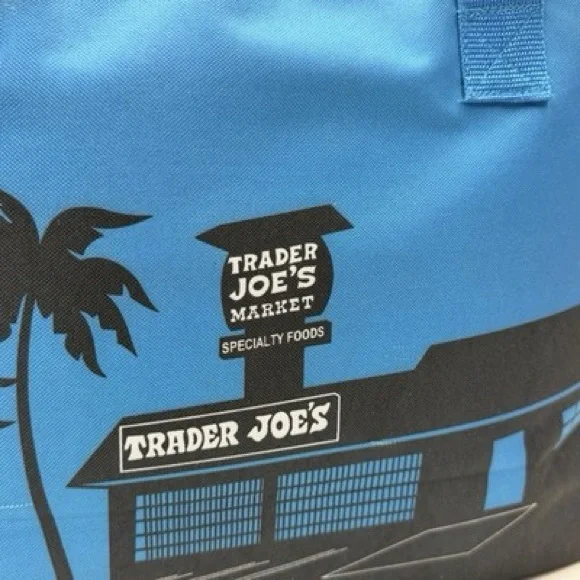 TRADER
JOE'S
MARKET
SPECIALTY FOODS
TRADER JOE'S